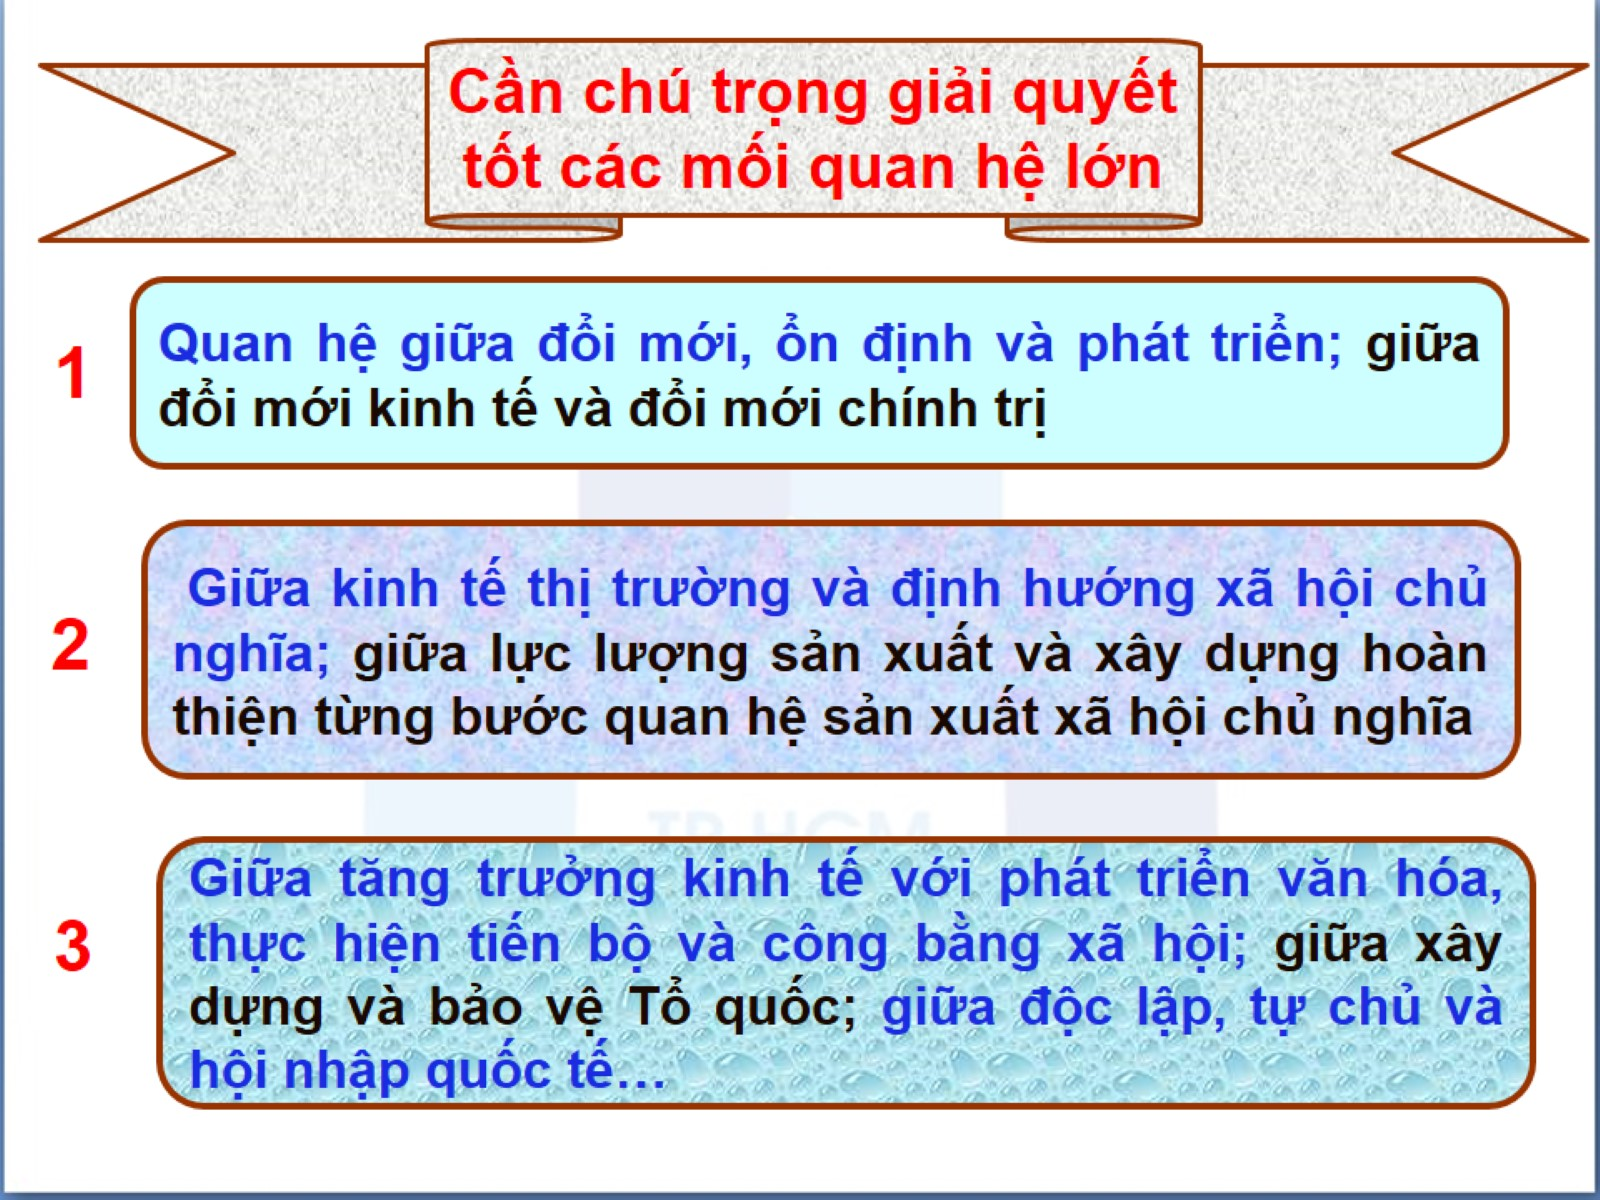 Cần chú trọng giải quyết
tốt các mối quan hệ lớn
1
Quan hệ giữa đổi mới, ổn định và phát triển; giữa
đổi mới kinh tế và đổi mới chính trị
2
Giữa kinh tế thị trường và định hướng xã hội chủ
nghĩa; giữa lực lượng sản xuất và xây dựng hoàn
thiện từng bước quan hệ sản xuất xã hội chủ nghĩa
TP HCM
3
Giữa tăng trưởng kinh tế với phát triển văn hóa,
thực hiện tiến bộ và công bằng xã hội; giữa xây
dựng và bảo vệ Tổ quốc; giữa độc lập, tự chủ và
hội nhập quốc tế...